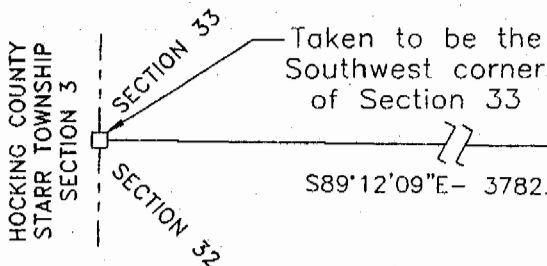 HOCKING COUNTY
STARR TOWNSHIP
SECTION 3
SECTION 33
Taken to be the
Southwest corner
of Section 33
SECTION 32
S89°12'09"E- 3782.